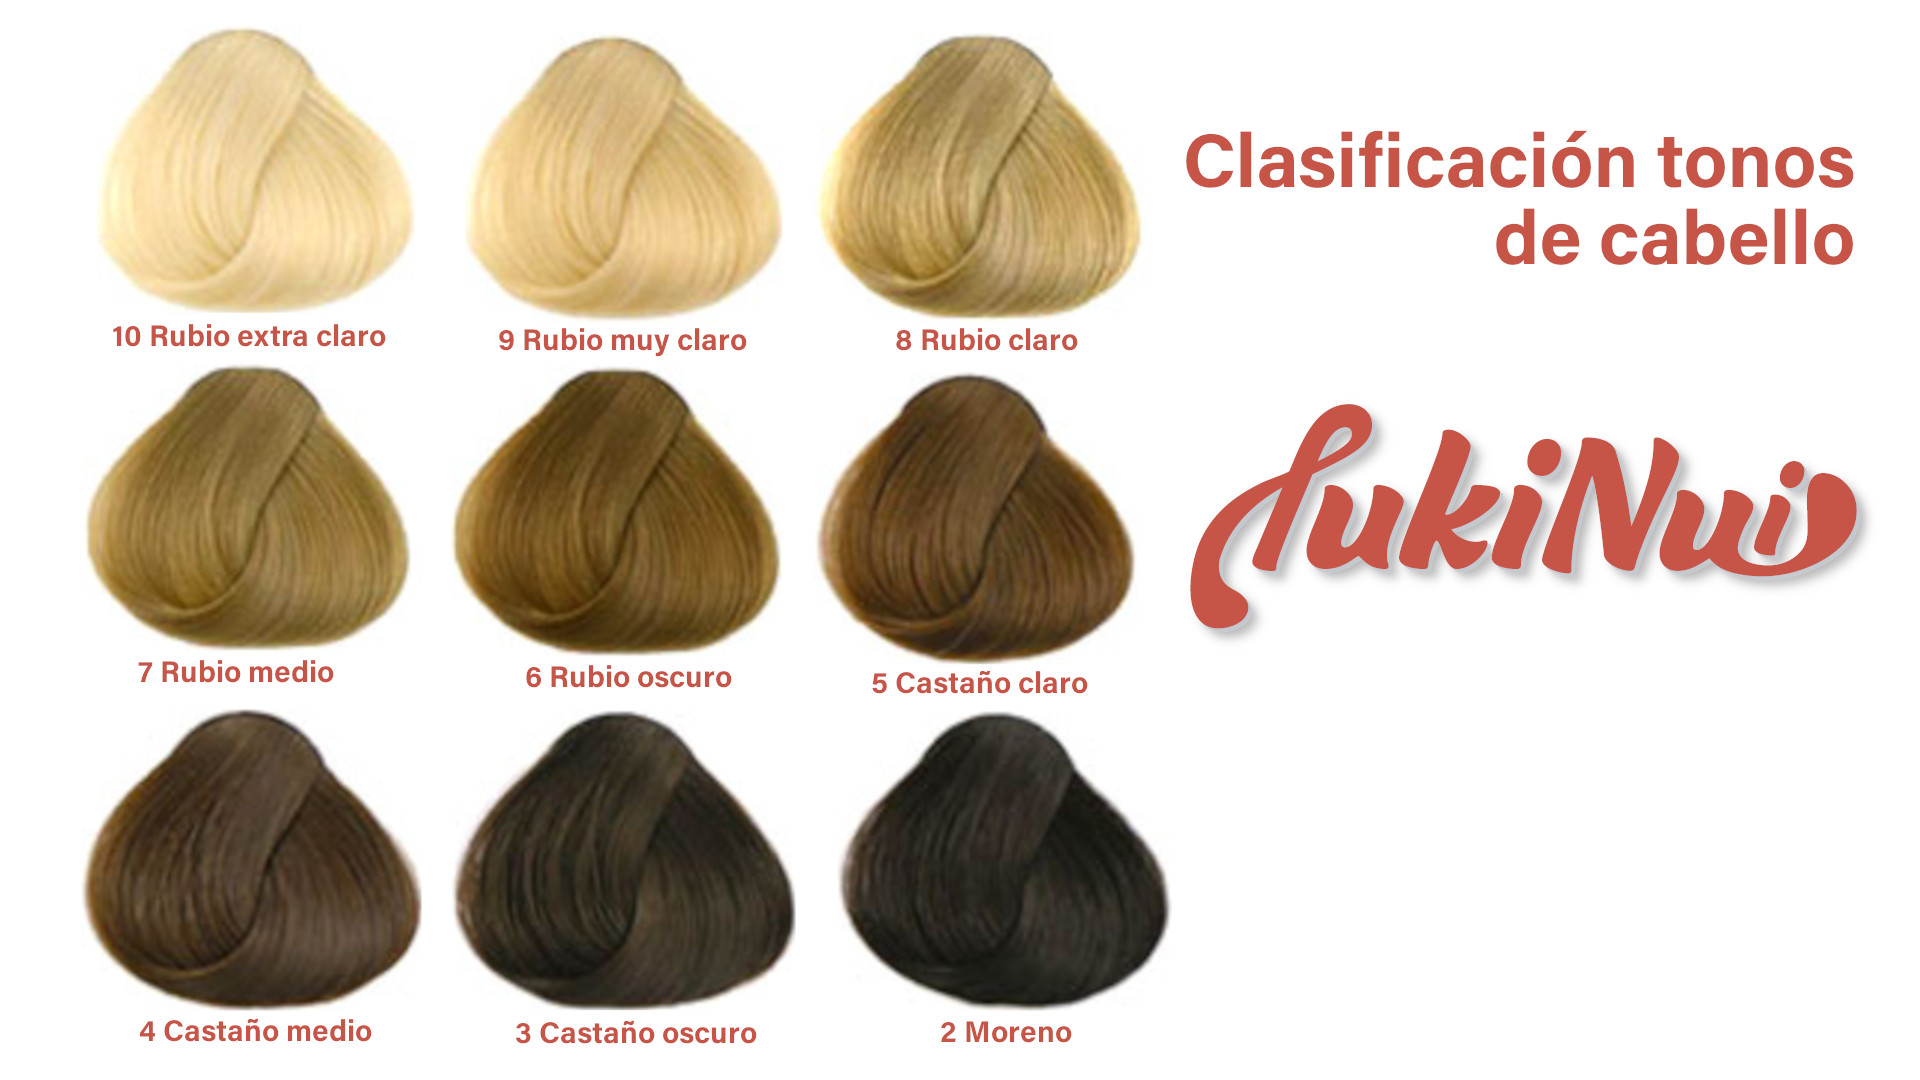 Clasificación tonos
de cabello
10 Rubio extra claro
9 Rubio muy claro
8 Rubio claro
7 Rubio medio
6 Rubio oscuro
5 Castaño claro
4 Castaño medio
3 Castaño oscuro
2 Moreno
lukiNui